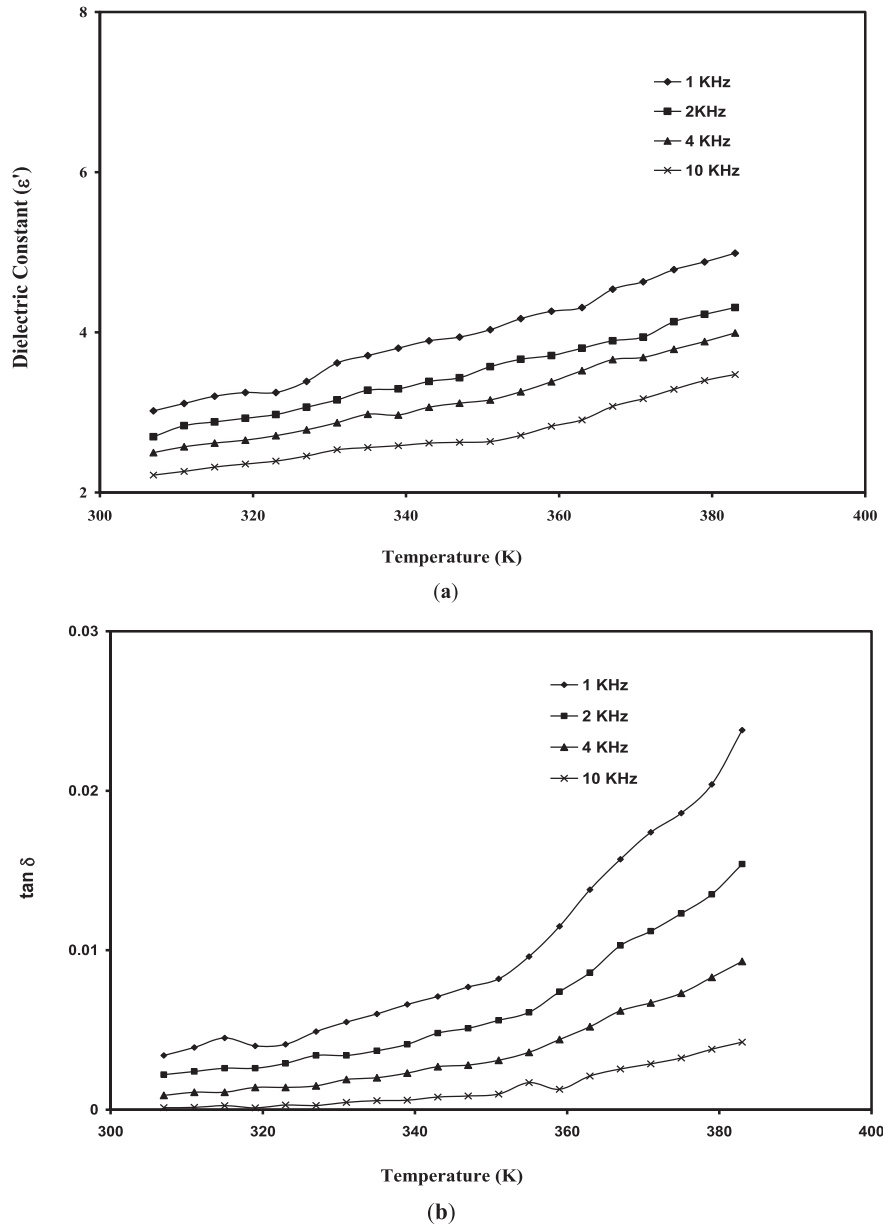 8
6
4
2
Dielectric Constant (ε')
1 KHz
2KHz
4 KHz
10 KHz
300
320
340
360
380
400
Temperature (K)
(a)
0.03
0.02
0.01
0
tan δ
1 KHz
2 KHz
4 KHz
10 KHz
300
320
340
360
380
400
Temperature (K)
(b)